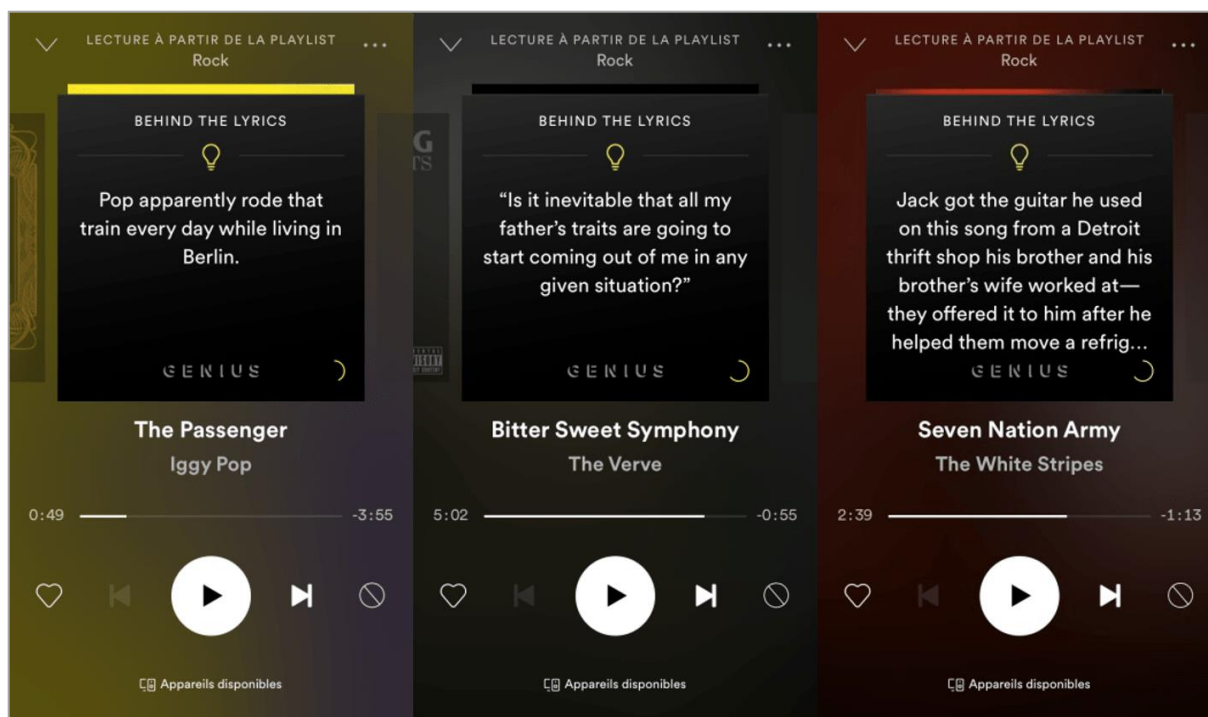 LECTURE À PARTIR DE LA PLAYLIST
Rock
BEHIND THE LYRICS
Pop apparently rode that
train every day while living in
Berlin.
GENIUS
The Passenger
Iggy Pop
0:49
-3:55
Appareils disponibles
LECTURE À PARTIR DE LA PLAYLIST
Rock
BEHIND THE LYRICS
“Is it inevitable that all my
father’s traits are going to
start coming out of me in any
given situation?”
GENIUS
Bitter Sweet Symphony
The Verve
5:02
-0:55
Appareils disponibles
LECTURE À PARTIR DE LA PLAYLIST
Rock
BEHIND THE LYRICS
Jack got the guitar he used
on this song from a Detroit
thrift shop his brother and his
brother’s wife worked at—
they offered it to him after he
helped them move a refrig...
GENIUS
Seven Nation Army
The White Stripes
2:39
-1:13
Appareils disponibles